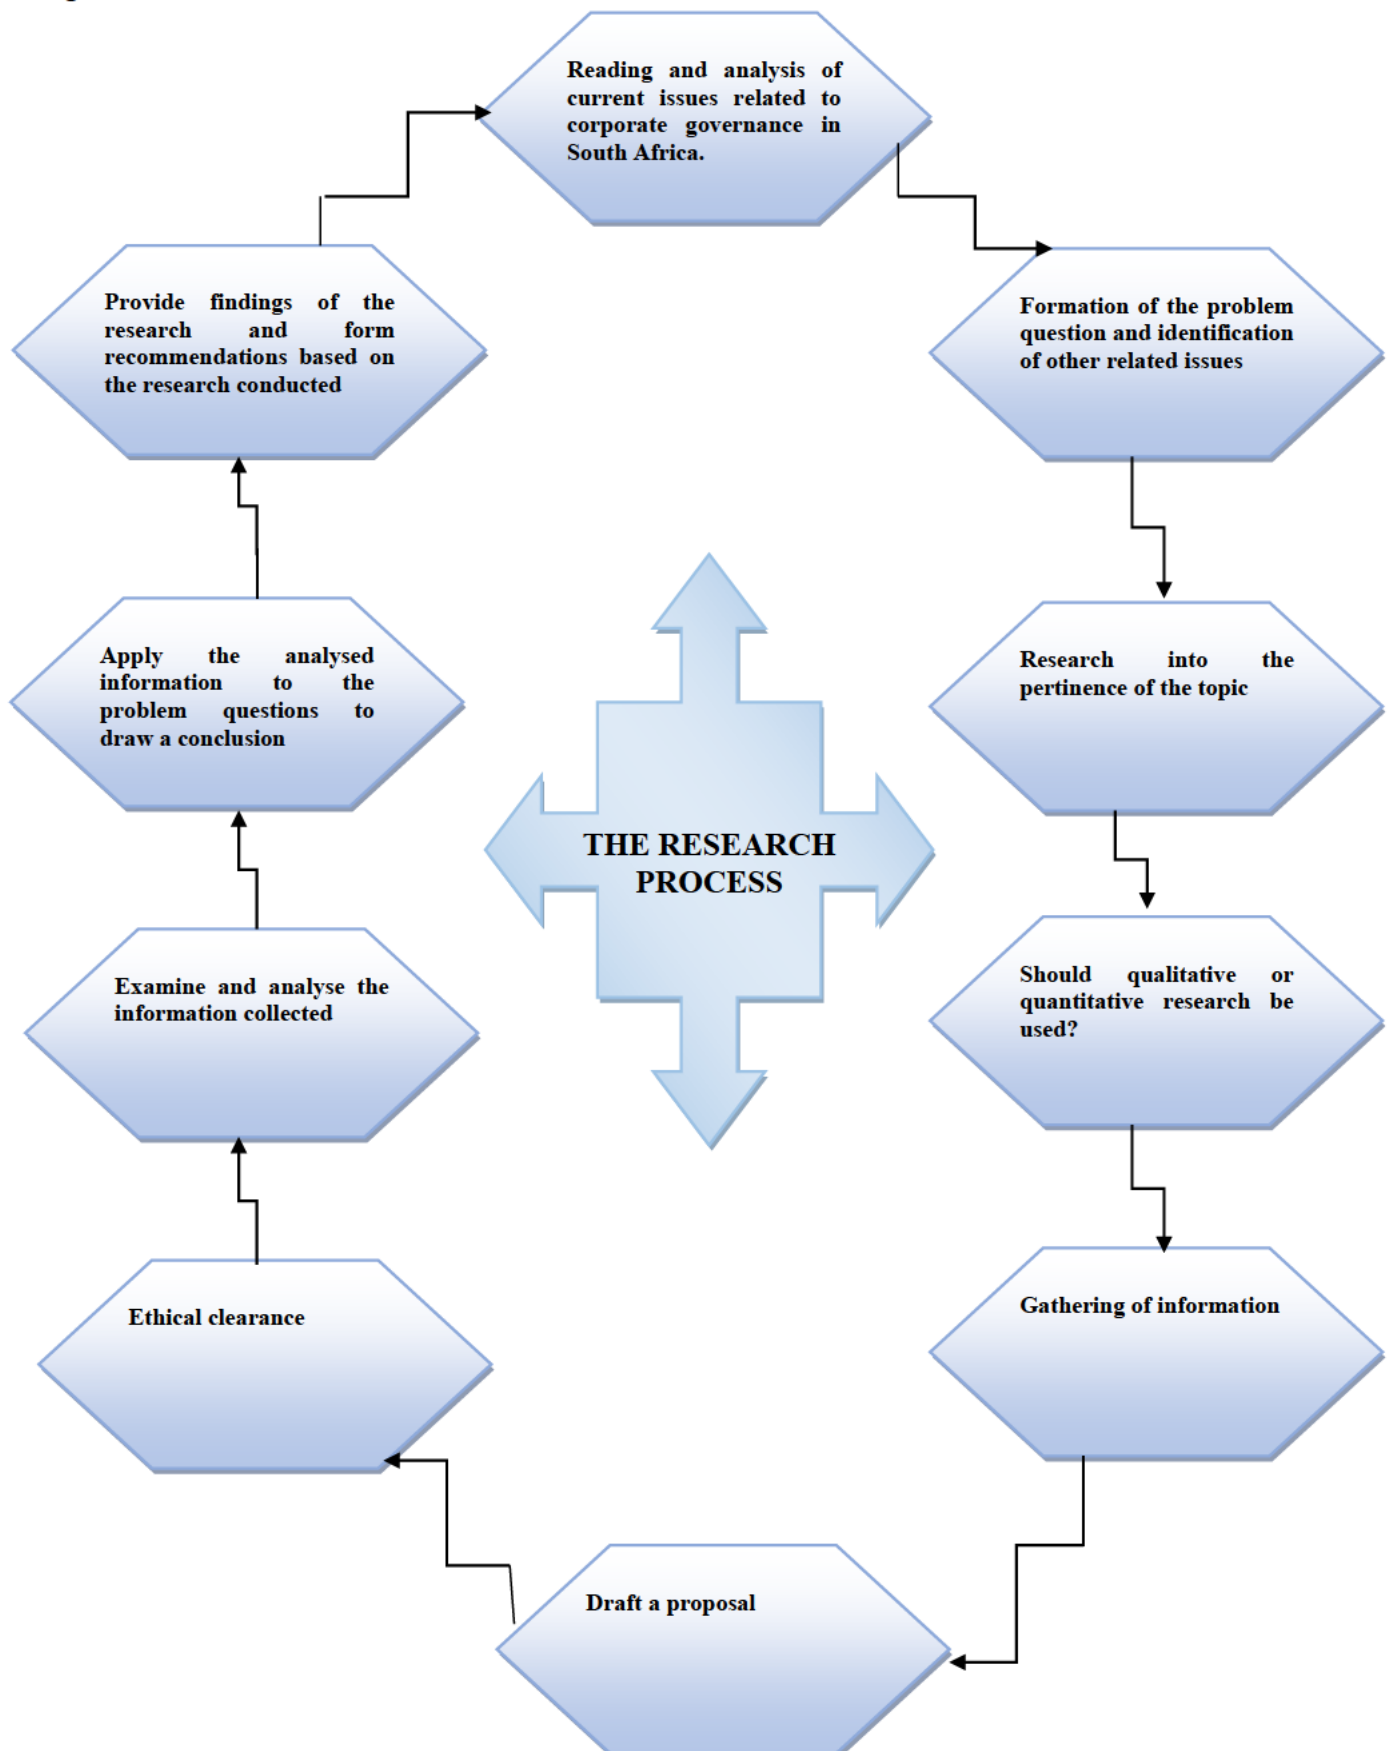 Reading and analysis of
current issues related to
corporate governance in
South Africa.
Formation of the problem
question and identification
of other related issues
Research into the
pertinence of the topic
Should qualitative or
quantitative research be
used?
Gathering of information
Draft a proposal
Ethical clearance
Examine and analyse the
information collected
Apply the analysed
information to the
problem questions to
draw a conclusion
Provide findings of the
research and form
recommendations based on
the research conducted
THE RESEARCH
PROCESS